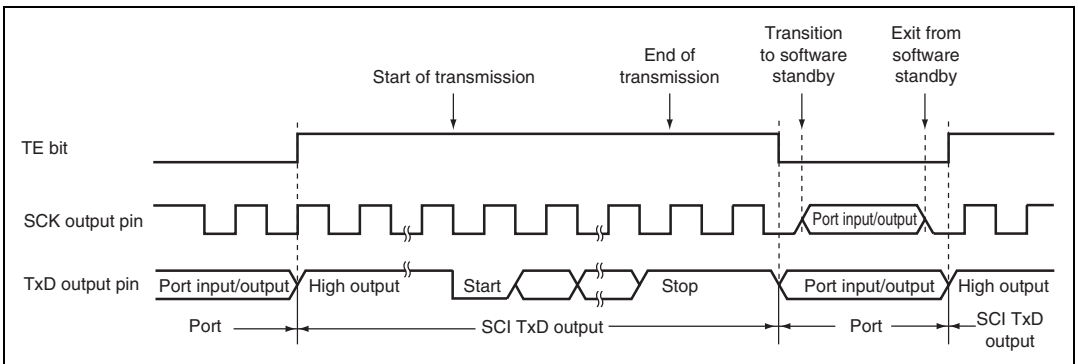 Transition
to software
standby
Exit from
software
standby
End of
transmission
Start of transmission
TE bit
SCK output pin
Port input/output
TxD output pin
Port input/output
High output
Start
Stop
Port input/output
High output
Port
SCI TxD output
Port
SCI TxD
output